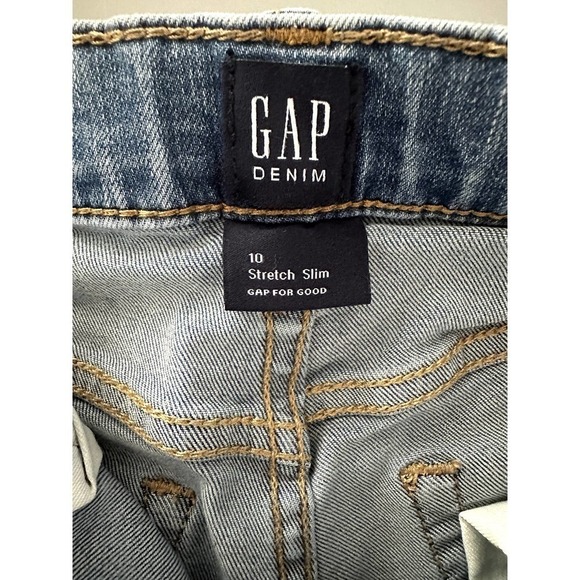 GAP
DENIM
10
Stretch Slim
GAP FOR GOOD